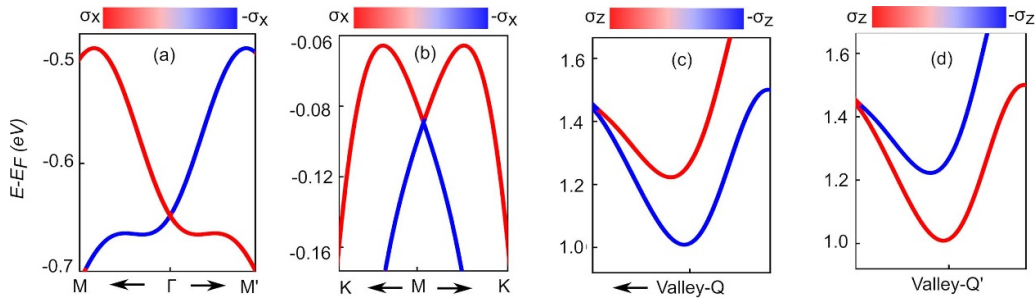 σx -σx
σx -σx
σz -σz
σz -σz
(a)
(b)
(c)
(d)
E-EF (eV)
-0.5
-0.6
-0.7
M Γ M'
-0.06
-0.08
-0.12
-0.16
K M K
1.6
1.4
1.2
1.0
Valley-Q
1.6
1.4
1.2
1.0
Valley-Q'